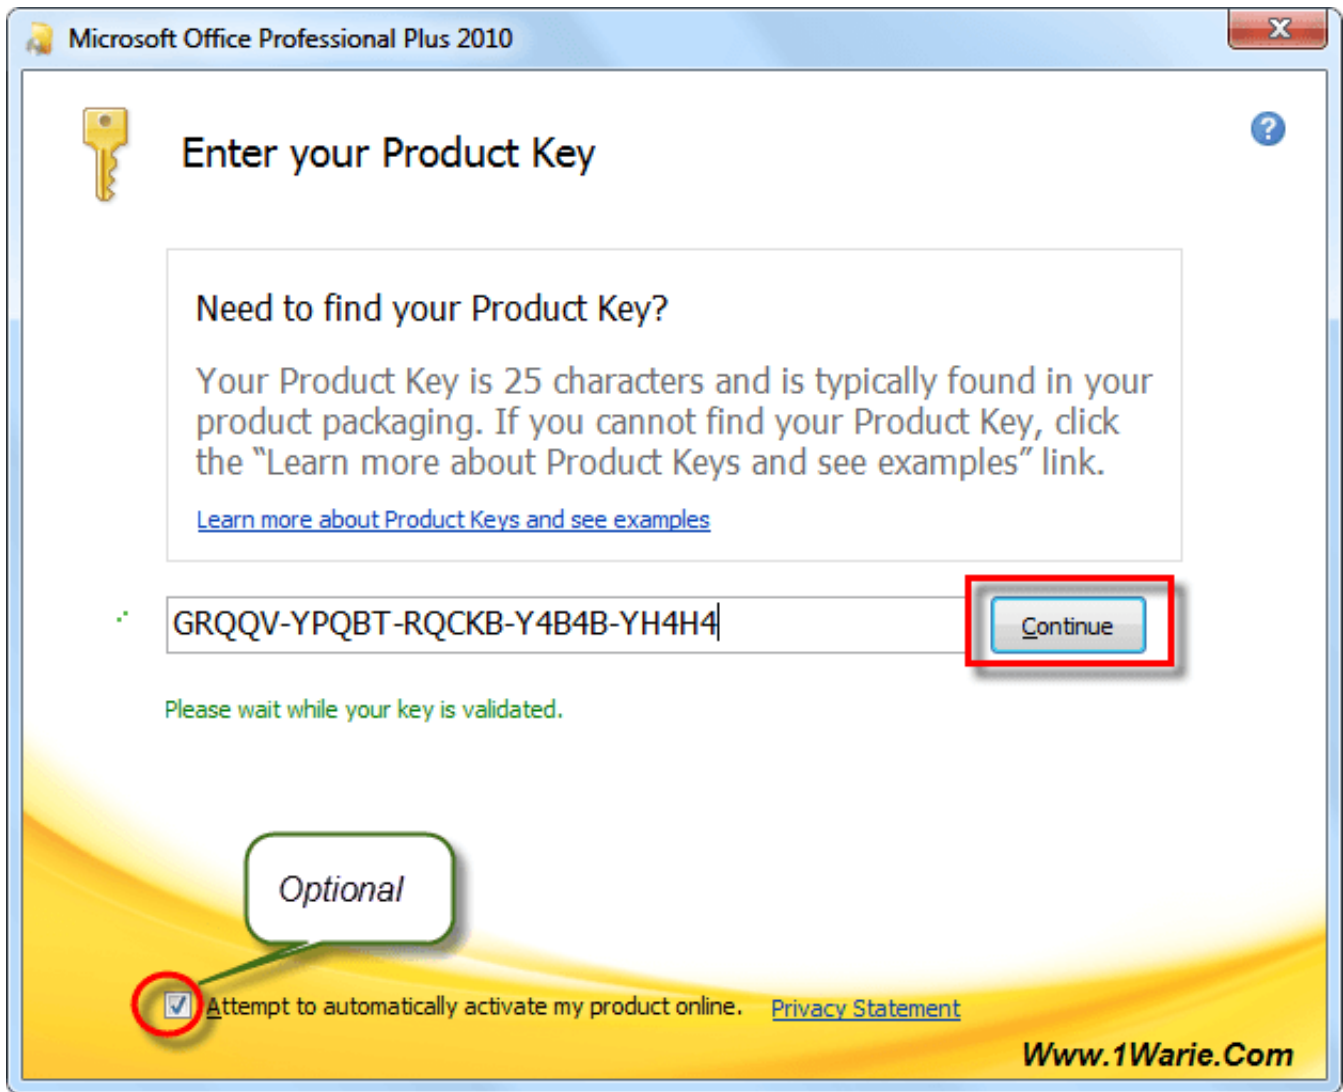 Microsoft Office Professional Plus 2010
Enter your Product Key
Need to find your Product Key?
Your Product Key is 25 characters and is typically found in your
product packaging. If you cannot find your Product Key, click
the “Learn more about Product Keys and see examples” link.
Learn more about Product Keys and see examples
GRQQV-YPQBT-RQCKB-Y4B4B-YH4H4
Continue
Please wait while your key is validated.
Optional
Attempt to automatically activate my product online. Privacy Statement
Www.1Warie.Com